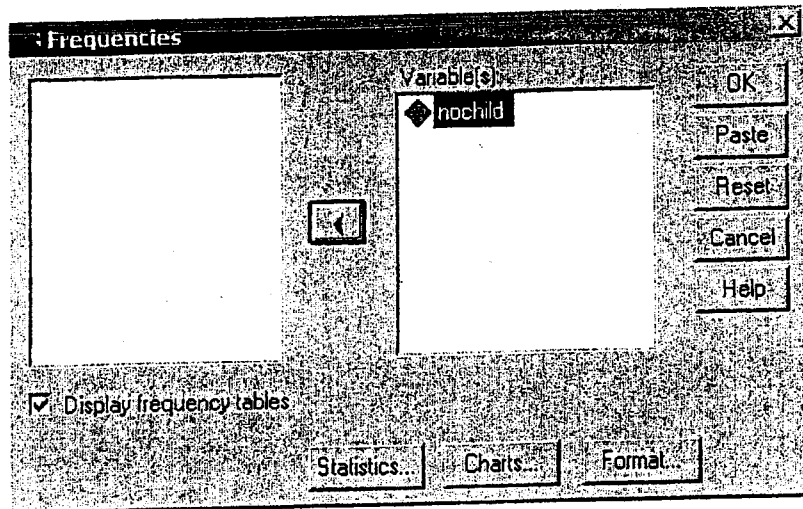 Frequencies
Variable(s):
nochild
OK
Paste
Reset
Cancel
Help
Display frequency tables
Statistics...
Charts...
Format...